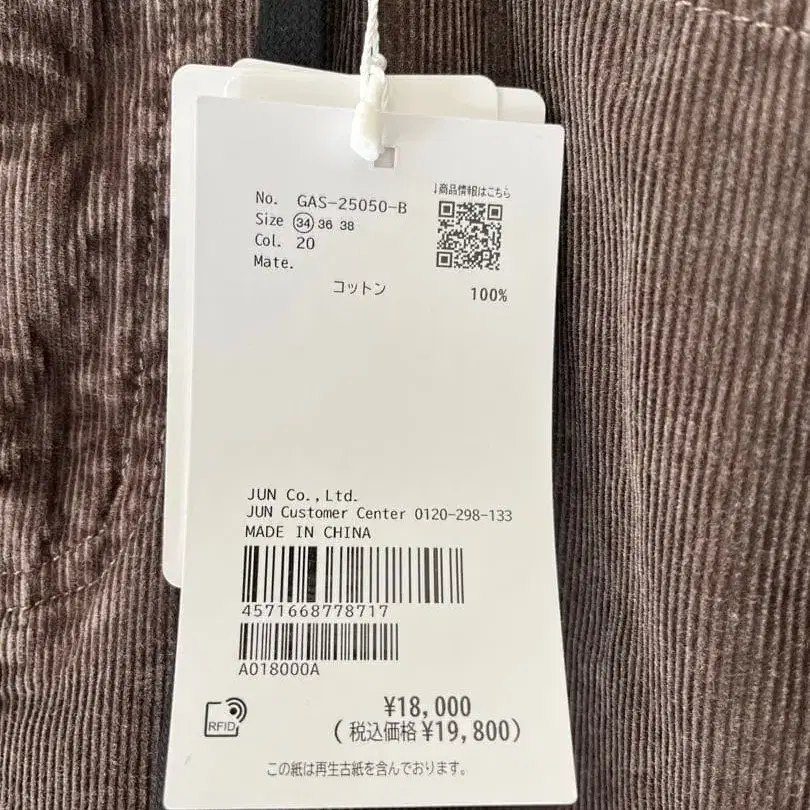 ↓商品情報はこちら
No. GAS-25050-B
Size 34 36 38
Col. 20
Mate.
コットン 100%
JUN Co.,Ltd.
JUN Customer Center 0120-298-133
MADE IN CHINA
4571668778717
A018000A
RFID
¥18,000
(税込価格¥19,800)
この紙は再生古紙を含んでおります。